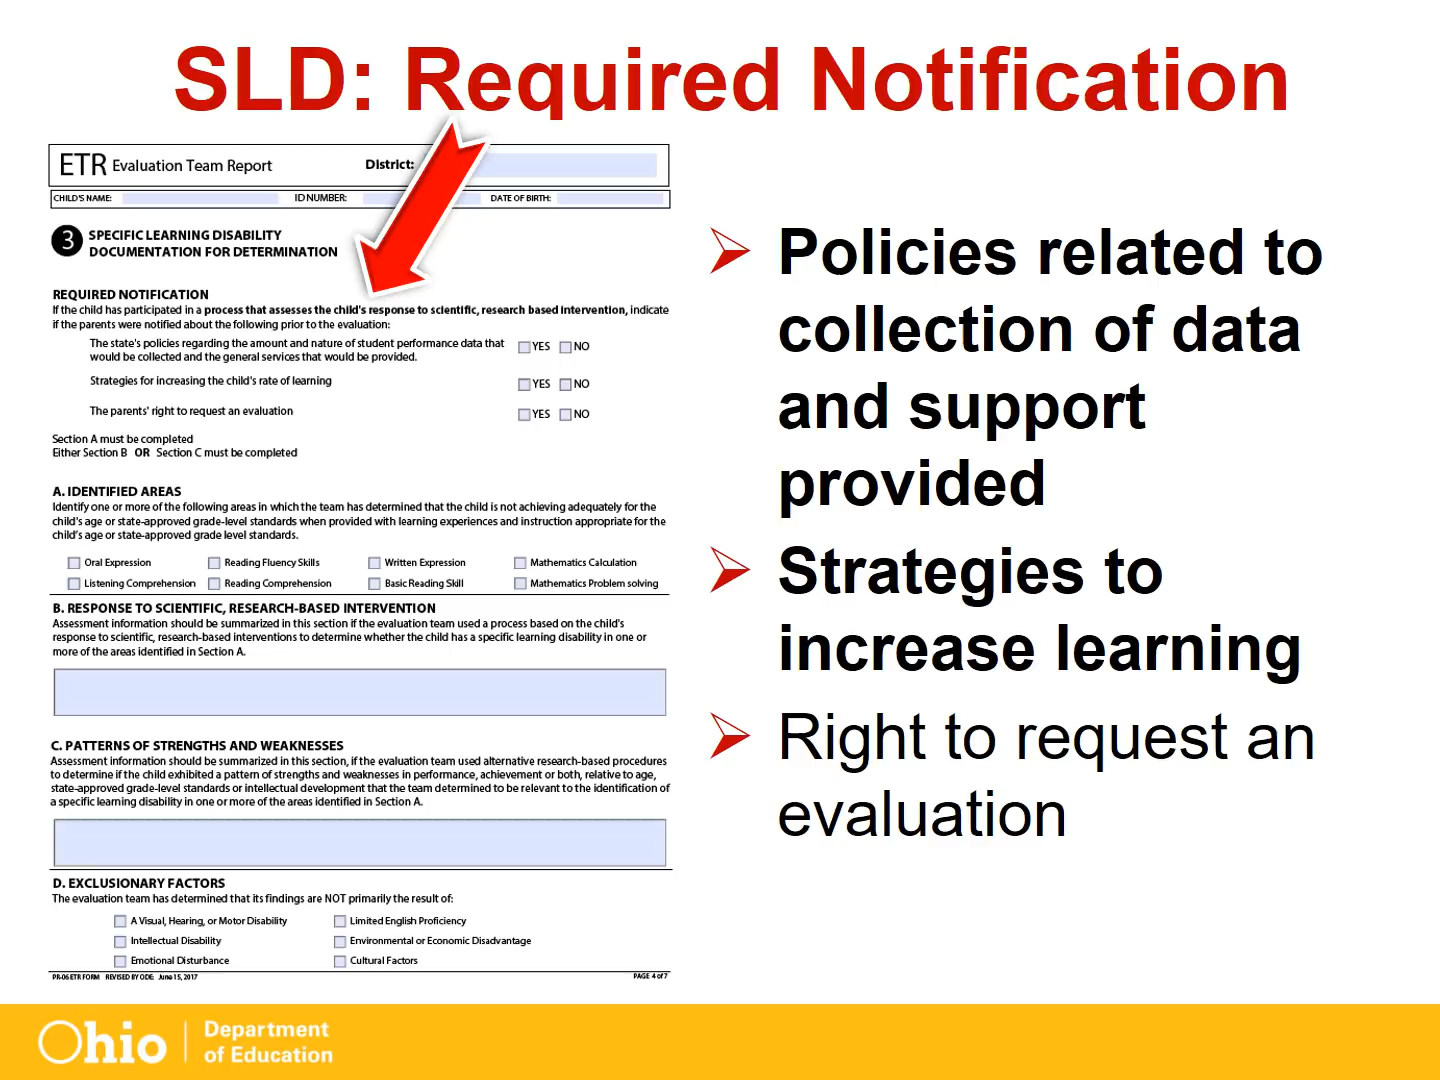 SLD: Required Notification
ETR Evaluation Team Report District:
CHILD'S NAME: ID NUMBER: DATE OF BIRTH:
3 SPECIFIC LEARNING DISABILITY
DOCUMENTATION FOR DETERMINATION
REQUIRED NOTIFICATION
If the child has participated in a process that assesses the child's response to scientific, research based intervention, indicate
if the parents were notified about the following prior to the evaluation:
The state's policies regarding the amount and nature of student performance data that
would be collected and the general services that would be provided.
YES NO
Strategies for increasing the child's rate of learning YES NO
The parents' right to request an evaluation YES NO
Section A must be completed
Either Section B OR Section C must be completed
A. IDENTIFIED AREAS
Identify one or more of the following areas in which the team has determined that the child is not achieving adequately for the
child's age or state-approved grade-level standards when provided with learning experiences and instruction appropriate for the
child's age or state-approved grade level standards.
Oral Expression Reading Fluency Skills Written Expression Mathematics Calculation
Listening Comprehension Reading Comprehension Basic Reading Skill Mathematics Problem solving
B. RESPONSE TO SCIENTIFIC, RESEARCH-BASED INTERVENTION
Assessment information should be summarized in this section if the evaluation team used a process based on the child's
response to scientific, research-based interventions to determine whether the child has a specific learning disability in one or
more of the areas identified in Section A.
C. PATTERNS OF STRENGTHS AND WEAKNESSES
Assessment information should be summarized in this section, if the evaluation team used alternative research-based procedures
to determine if the child exhibited a pattern of strengths and weaknesses in performance, achievement or both, relative to age,
state-approved grade-level standards or intellectual development that the team determined to be relevant to the identification of
a specific learning disability in one or more of the areas identified in Section A.
D. EXCLUSIONARY FACTORS
The evaluation team has determined that its findings are NOT primarily the result of:
A Visual, Hearing, or Motor Disability Limited English Proficiency
Intellectual Disability Environmental or Economic Disadvantage
Emotional Disturbance Cultural Factors
PR-06 ETR FORM REVISED BY ODE: June 15, 2017 PAGE 4 of 7
Policies related to
collection of data
and support
provided
Strategies to
increase learning
Right to request an
evaluation
Ohio Department
of Education